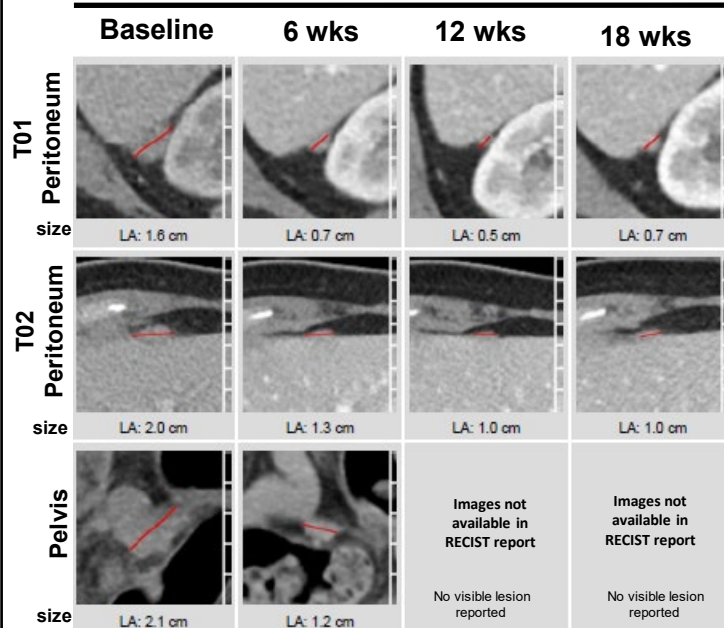 Baseline 6 wks 12 wks 18 wks
T01
Peritoneum
size LA: 1.6 cm LA: 0.7 cm LA: 0.5 cm LA: 0.7 cm
T02
Peritoneum
size LA: 2.0 cm LA: 1.3 cm LA: 1.0 cm LA: 1.0 cm
Pelvis
Images not
available in
RECIST report
No visible lesion
reported
Images not
available in
RECIST report
No visible lesion
reported
size LA: 2.1 cm LA: 1.2 cm